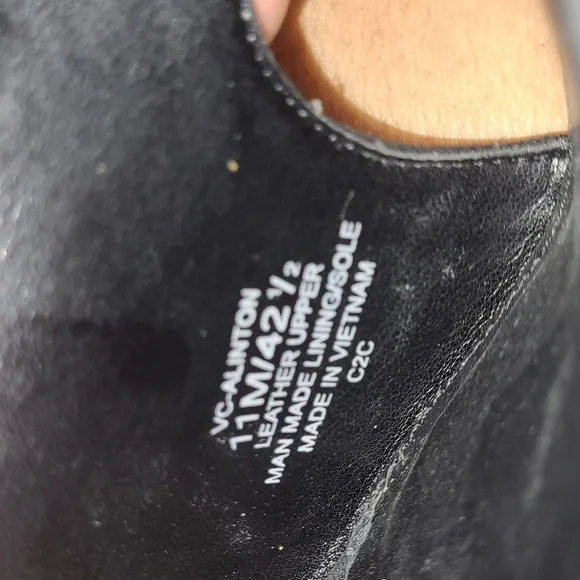 VC-ALINTON
11M/42 ½
LEATHER UPPER
MAN MADE LINING/SOLE
MADE IN VIETNAM
C2C